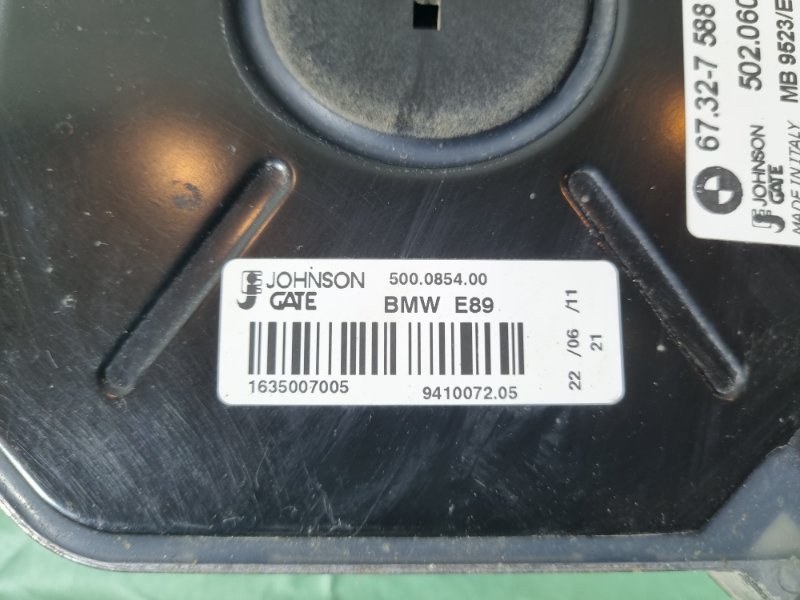 JOHNSON 500.0854.00
GATE BMW E89
1635007005 9410072.05
22 /06 /11
21
67.32-7 588
502.060
JOHNSON
GATE
MADE IN ITALY MB 9523/E